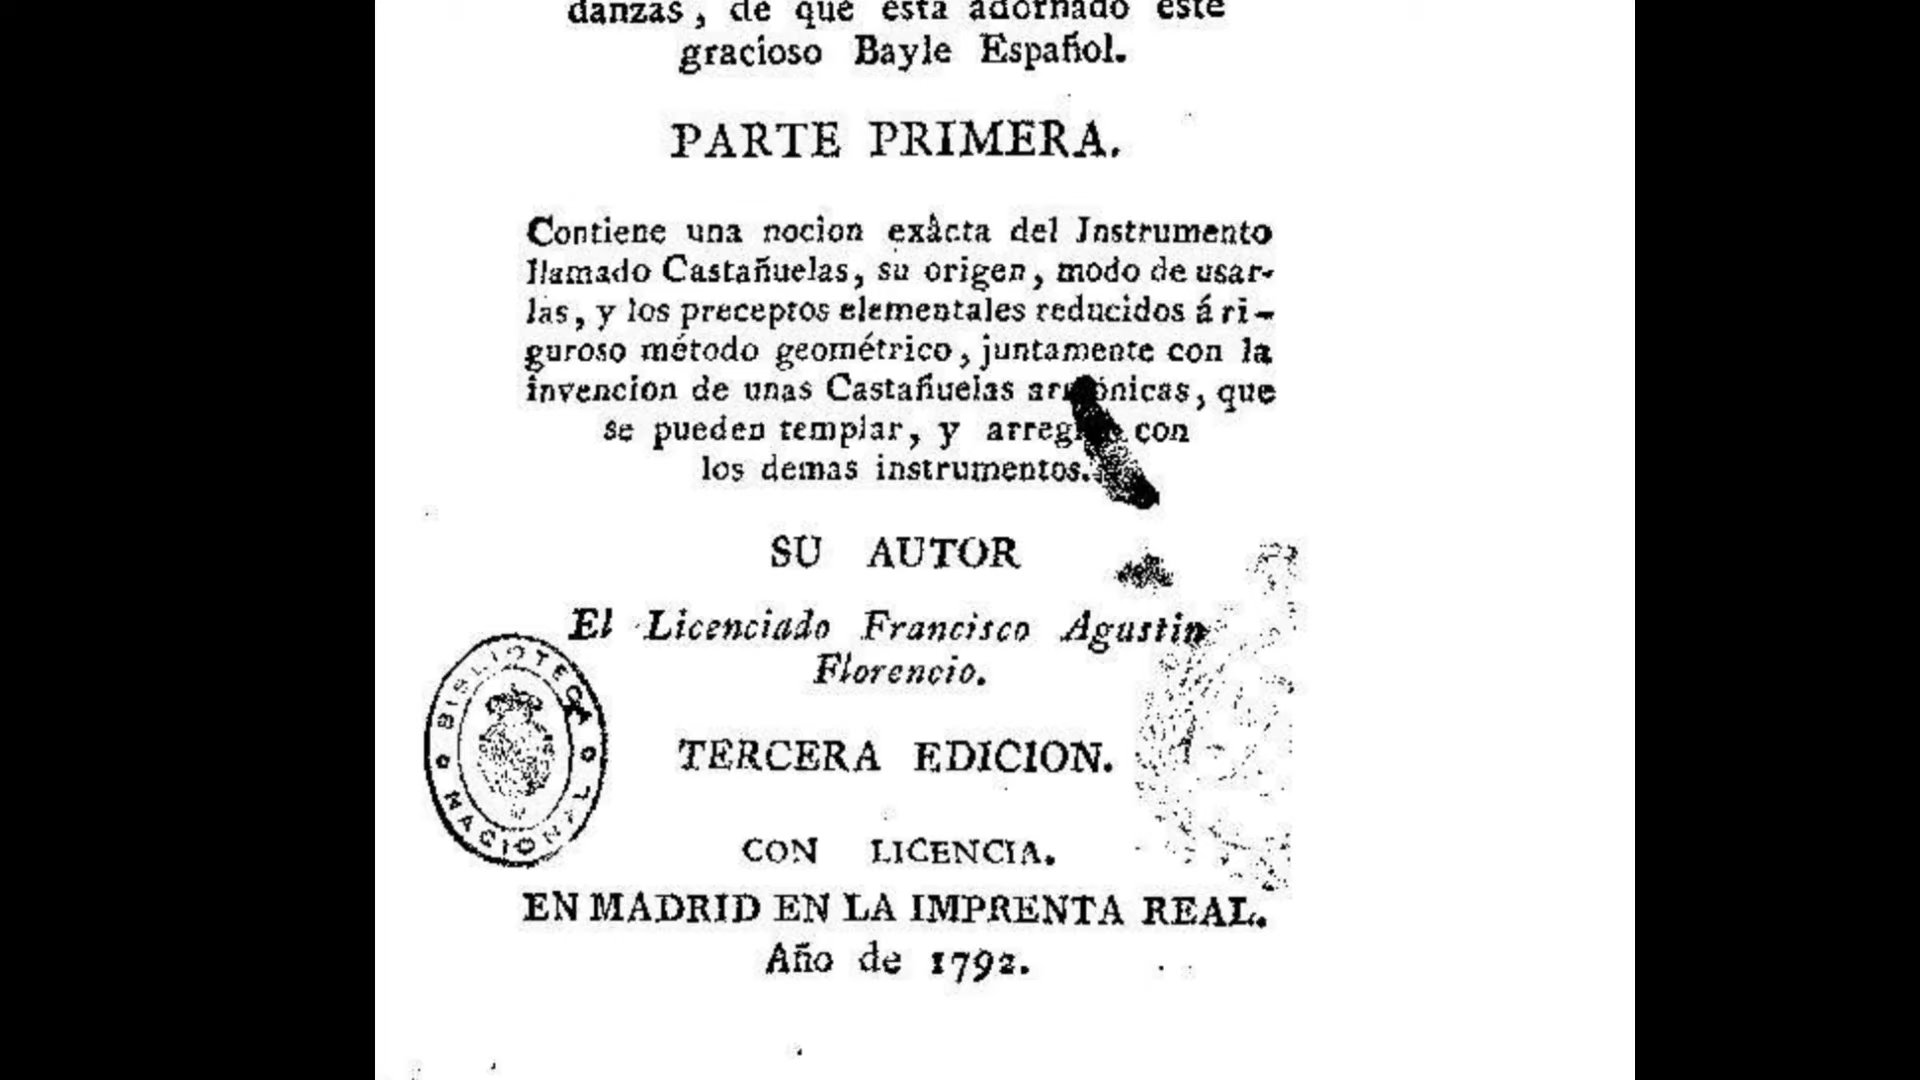 danzas, de que está adornado este
gracioso Bayle Español.
PARTE PRIMERA.
Contiene una nocion exâcta del Instrumento
llamado Castañuelas, su origen, modo de usar-
las, y los preceptos elementales reducidos á ri-
guroso método geométrico, juntamente con la
invencion de unas Castañuelas armónicas, que
se pueden templar, y con
los demas instrumentos.
SU AUTOR
El Licenciado Francisco Agustin
Florencio.
BIBLIOTECA
NACIONAL
TERCERA EDICION.
CON LICENCIA.
EN MADRID EN LA IMPRENTA REAL.
Año de 1792.